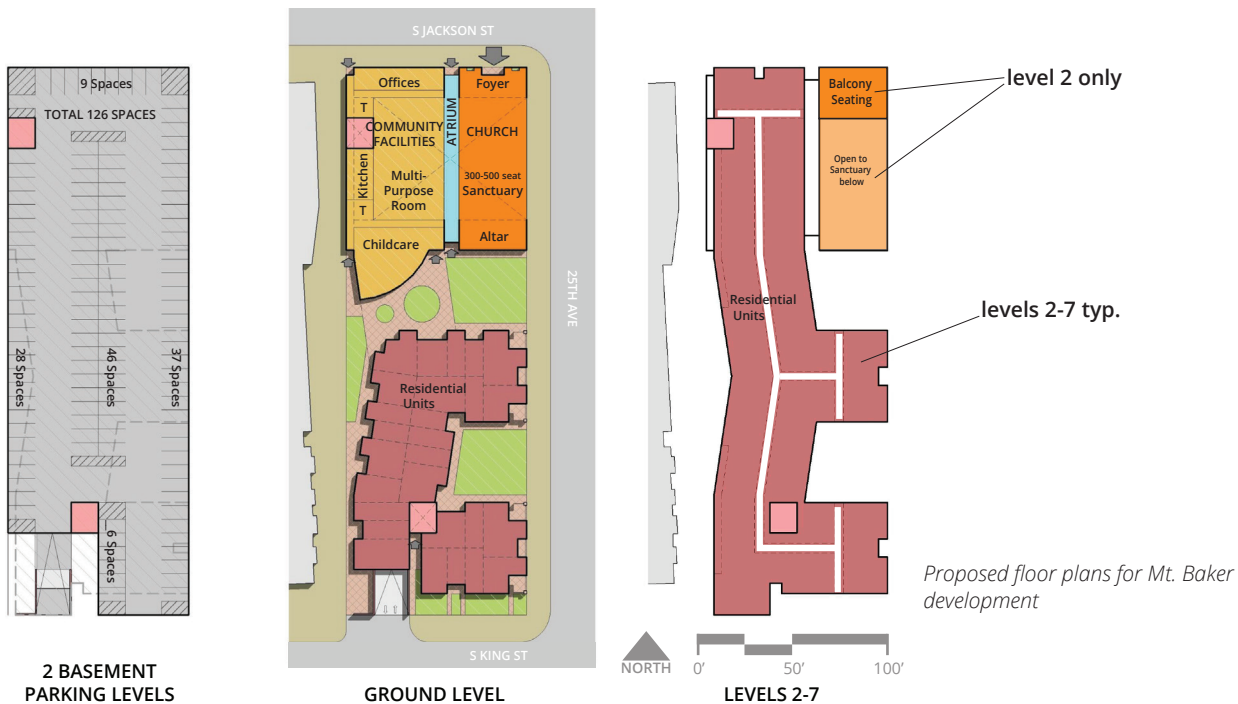 9 Spaces
TOTAL 126 SPACES
28 Spaces
46 Spaces
37 Spaces
6 Spaces
2 BASEMENT
PARKING LEVELS
S JACKSON ST
Offices
Foyer
T
COMMUNITY
FACILITIES
ATRIUM
CHURCH
Kitchen
Multi-
Purpose
Room
300-500 seat
Sanctuary
T
Childcare
Altar
25TH AVE
Residential
Units
S KING ST
GROUND LEVEL
Balcony
Seating
level 2 only
Open to
Sanctuary
below
Residential
Units
levels 2-7 typ.
Proposed floor plans for Mt. Baker
development
NORTH
0’
50’
100’
LEVELS 2-7